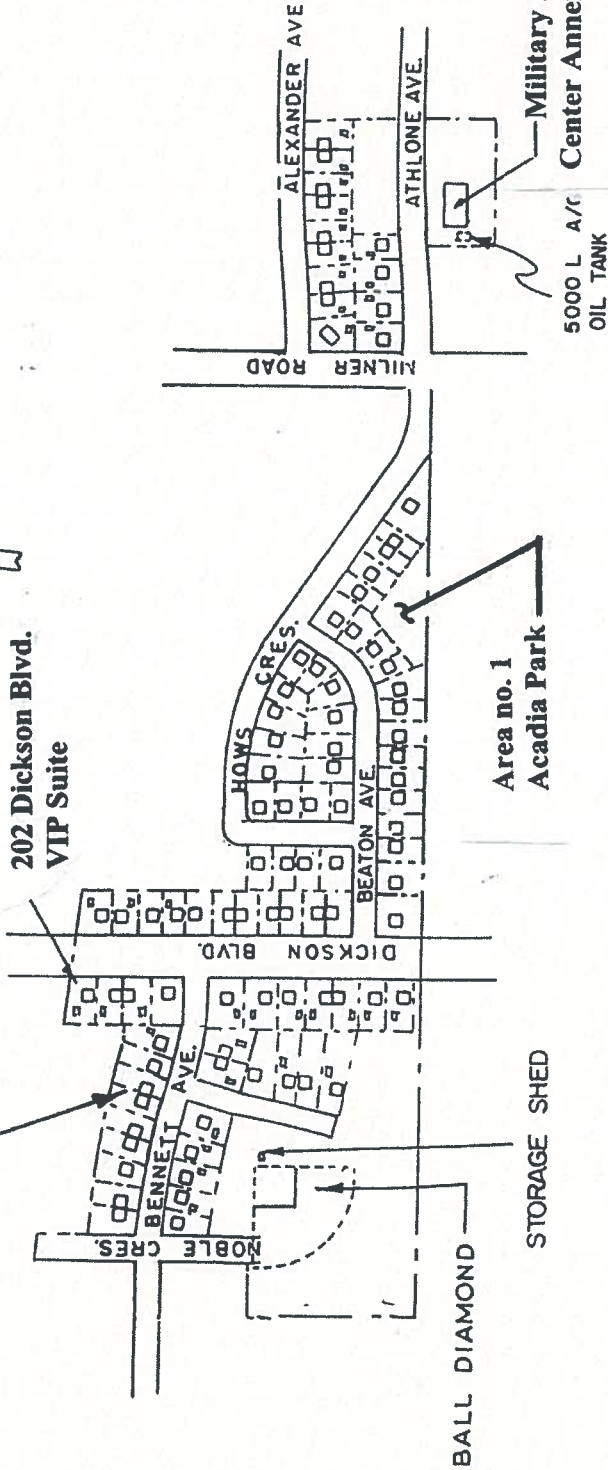 202 Dickson Blvd.
VIP Suite
ALEXANDER AVE
ATHLONE AVE.
MILNER ROAD
HOWS CRES.
BEATON AVE.
DICKSON BLVD.
BENNETT AVE.
NOBLE CRES.
Military
Center Anne
5000 L A/G
OIL TANK
Area no. 1
Acadia Park
STORAGE SHED
BALL DIAMOND